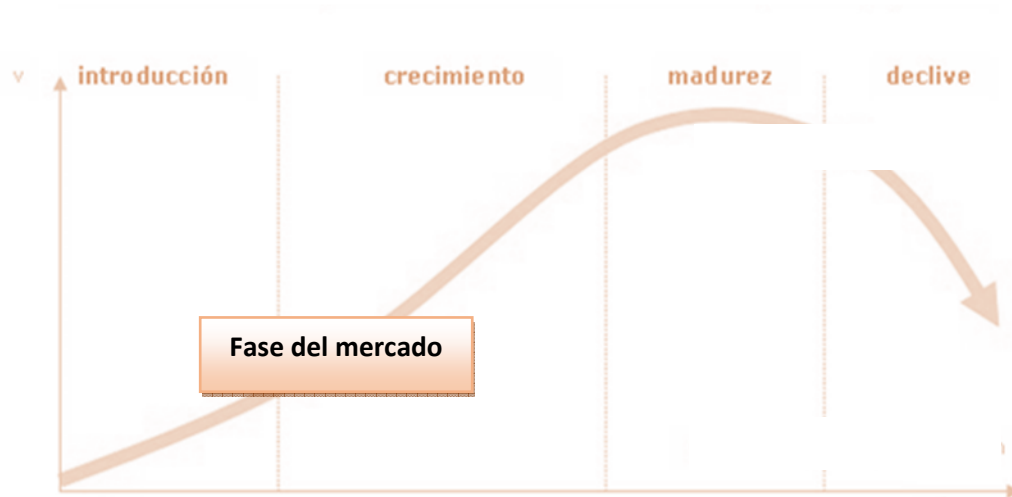 v
introducción
crecimiento
madurez
declive
Fase del mercado